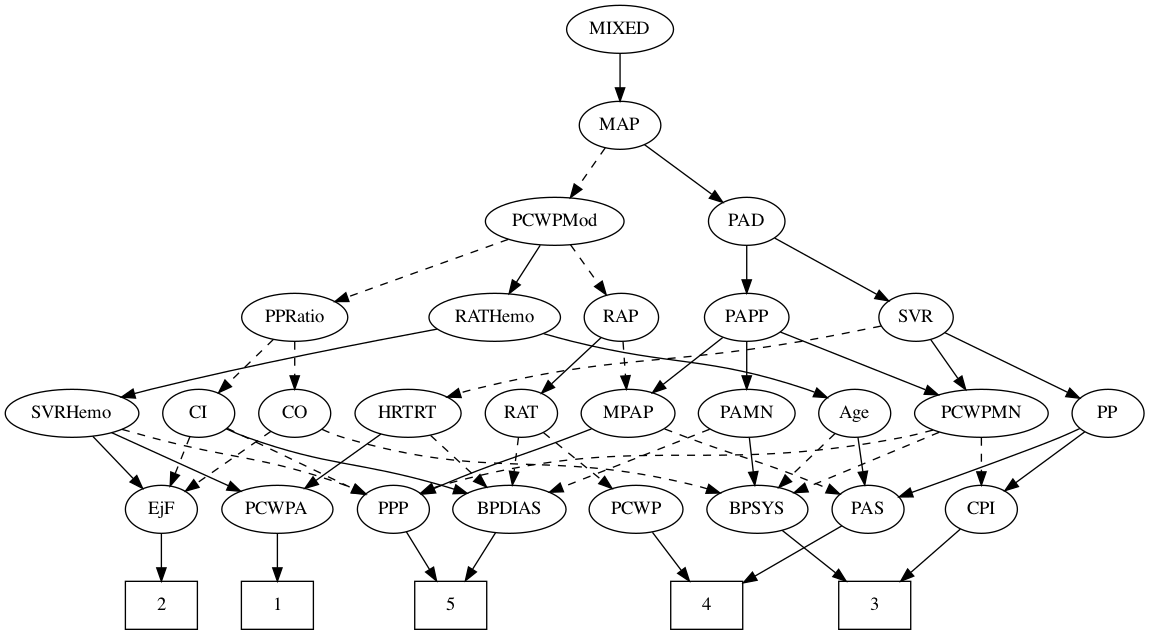 MIXED
MAP
PCWPMod
PAD
PPRatio
RATHemo
RAP
PAPP
SVR
SVRHemo
CI
CO
HRTRT
RAT
MPAP
PAMN
Age
PCWPMN
PP
EjF
PCWPA
PPP
BPDIAS
PCWP
BPSYS
PAS
CPI
2
1
5
4
3